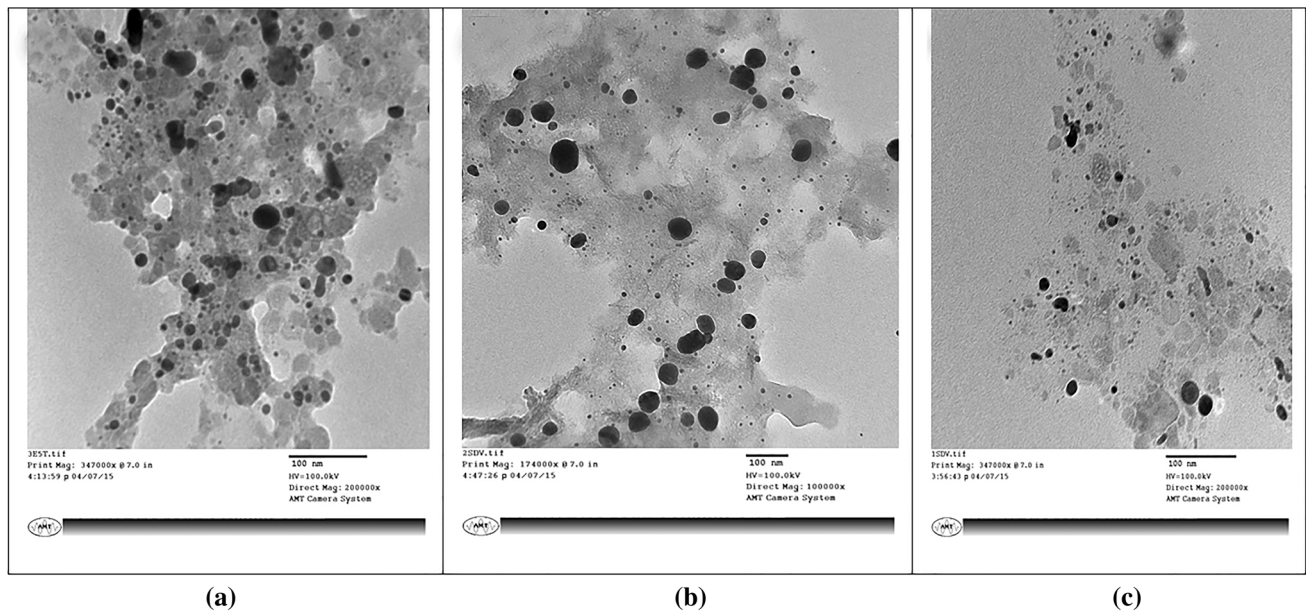 3E5T.tif
Print Mag: 347000x @ 7.0 in
4:13:59 p 04/07/15
100 nm
HV=100.0kV
Direct Mag: 200000x
AMT Camera System
AMT
2SDV.tif
Print Mag: 174000x @ 7.0 in
4:47:26 p 04/07/15
100 nm
HV=100.0kV
Direct Mag: 100000x
AMT Camera System
AMT
1SDV.tif
Print Mag: 347000x @ 7.0 in
3:56:43 p 04/07/15
100 nm
HV=100.0kV
Direct Mag: 200000x
AMT Camera System
AMT
(a)
(b)
(c)